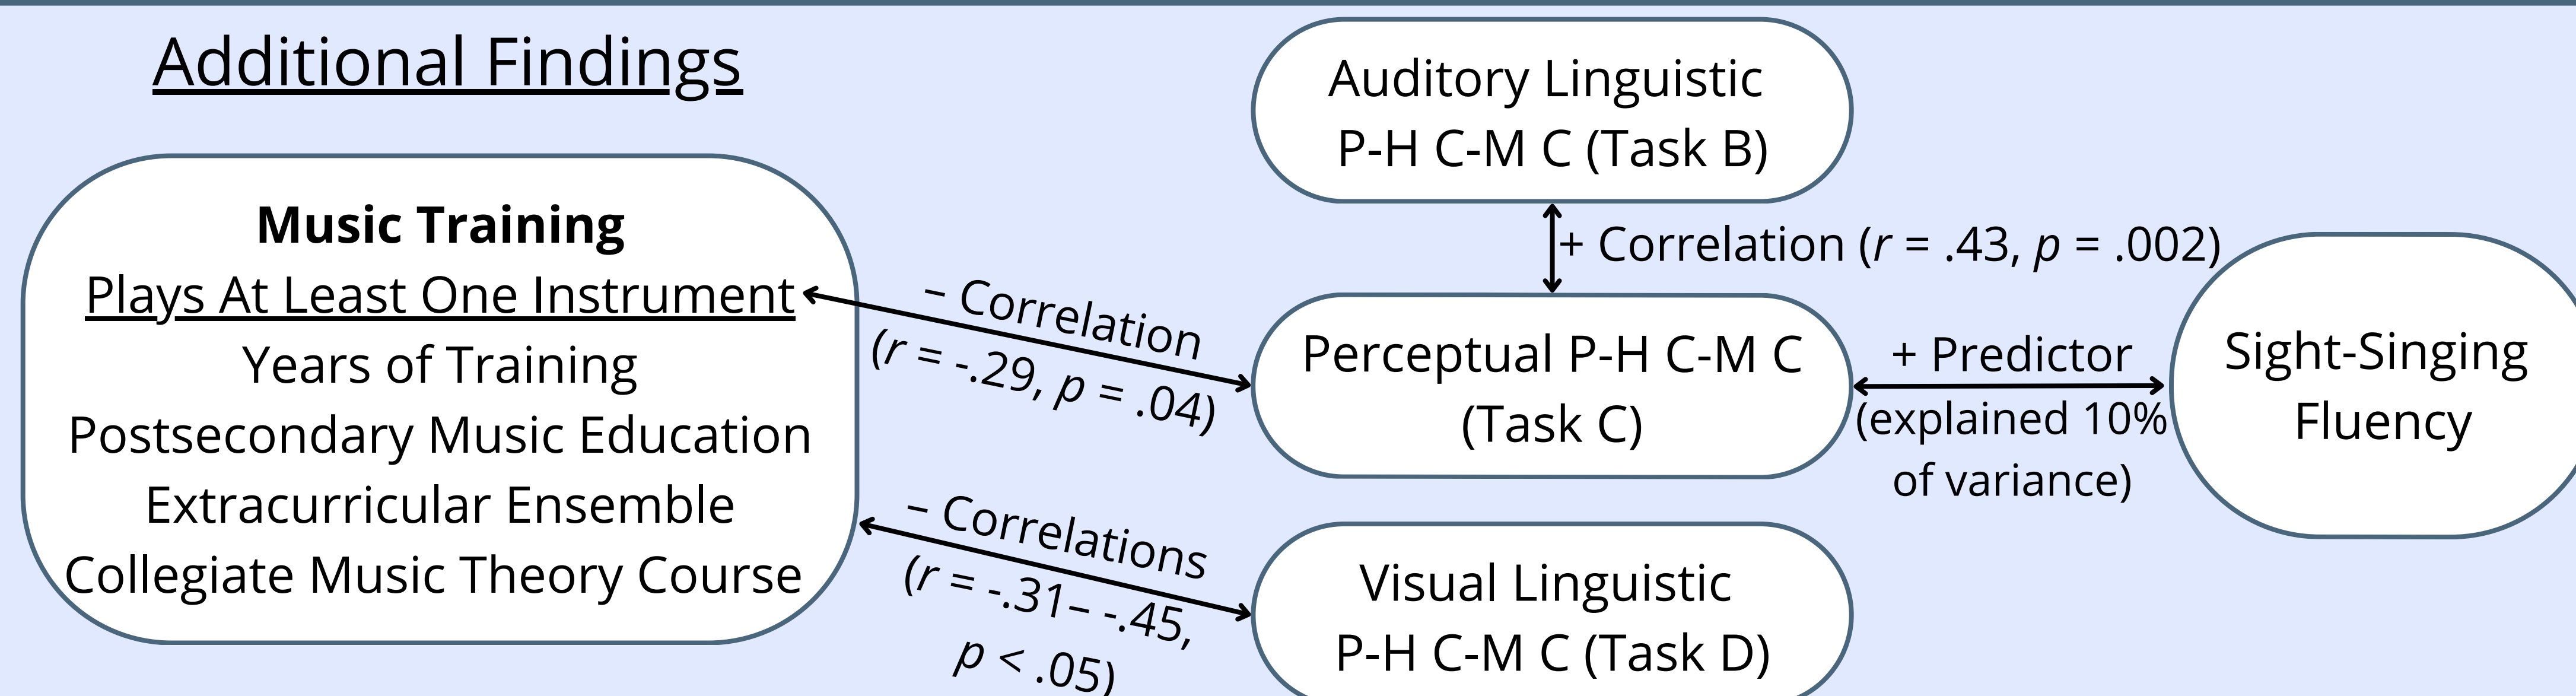 Additional Findings
Music Training
Plays At Least One Instrument
Years of Training
Postsecondary Music Education
Extracurricular Ensemble
Collegiate Music Theory Course
– Correlation
(r = -.29, p = .04)
– Correlations
(r = -.31– -.45,
p < .05)
Auditory Linguistic
P-H C-M C (Task B)
+ Correlation (r = .43, p = .002)
Perceptual P-H C-M C
(Task C)
+ Predictor
(explained 10%
of variance)
Sight-Singing
Fluency
Visual Linguistic
P-H C-M C (Task D)